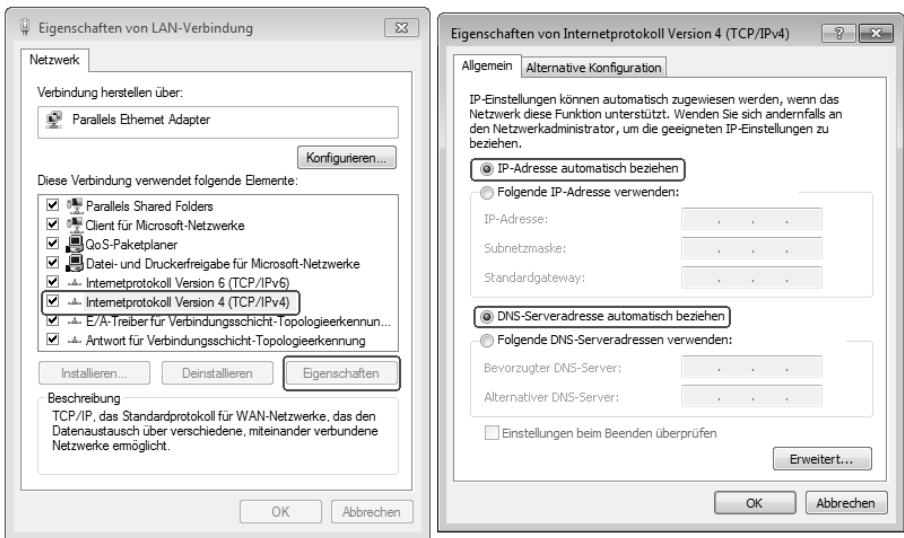 Eigenschaften von LAN-Verbindung
Netzwerk
Verbindung herstellen über:
Parallels Ethernet Adapter
Konfigurieren...
Diese Verbindung verwendet folgende Elemente:
Parallels Shared Folders
Client für Microsoft-Netzwerke
QoS-Paketplaner
Datei- und Druckerfreigabe für Microsoft-Netzwerke
Internetprotokoll Version 6 (TCP/IPv6)
Internetprotokoll Version 4 (TCP/IPv4)
E/A-Treiber für Verbindungsschicht-Topologieerkennun...
Antwort für Verbindungsschicht-Topologieerkennung
Installieren...
Deinstallieren
Eigenschaften
Beschreibung
TCP/IP, das Standardprotokoll für WAN-Netzwerke, das den
Datenaustausch über verschiedene, miteinander verbundene
Netzwerke ermöglicht.
OK
Abbrechen
Eigenschaften von Internetprotokoll Version 4 (TCP/IPv4)
Allgemein
Alternative Konfiguration
IP-Einstellungen können automatisch zugewiesen werden, wenn das
Netzwerk diese Funktion unterstützt. Wenden Sie sich andernfalls an
den Netzwerkadministrator, um die geeigneten IP-Einstellungen zu
beziehen.
IP-Adresse automatisch beziehen
Folgende IP-Adresse verwenden:
IP-Adresse:
Subnetzmaske:
Standardgateway:
DNS-Serveradresse automatisch beziehen
Folgende DNS-Serveradressen verwenden:
Bevorzugter DNS-Server:
Alternativer DNS-Server:
Einstellungen beim Beenden überprüfen
Erweitert...
OK
Abbrechen